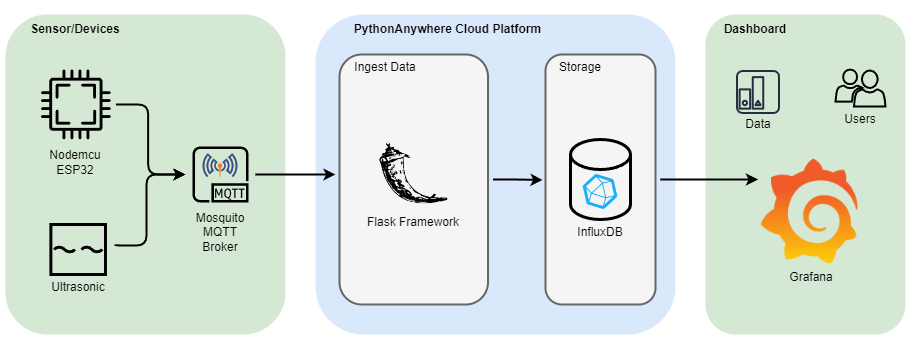 Sensor/Devices
PythonAnywhere Cloud Platform
Dashboard
Ingest Data
Storage
Nodemcu
ESP32
MQTT
Mosquito
MQTT
Broker
Ultrasonic
Flask Framework
InfluxDB
Data
Users
Grafana